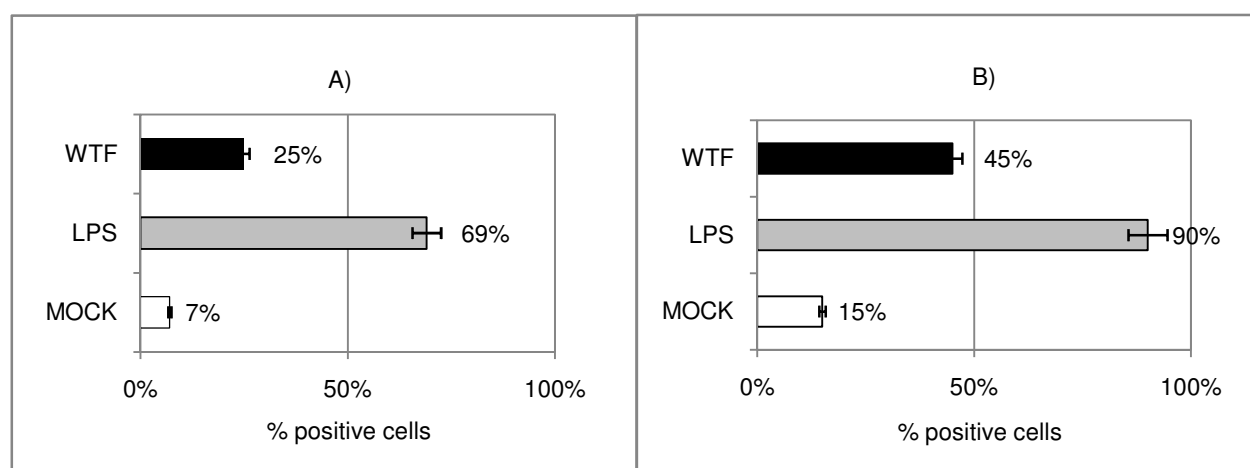 A)
WTF
25%
LPS
69%
MOCK
7%
0%
50%
100%
% positive cells
B)
WTF
45%
LPS
90%
MOCK
15%
0%
50%
100%
% positive cells